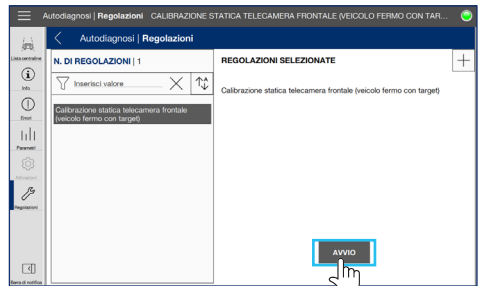 Autodiagnosi | Regolazioni CALIBRAZIONE STATICA TELECAMERA FRONTALE (VEICOLO FERMO CON TAR...
Autodiagnosi | Regolazioni
Lista centraline
Info
Errori
Parametri
Attivazioni
Regolazioni
Barra di notifica
N. DI REGOLAZIONI | 1
Inserisci valore
Calibrazione statica telecamera frontale
(veicolo fermo con target)
REGOLAZIONI SELEZIONATE
Calibrazione statica telecamera frontale (veicolo fermo con target)
AVVIO